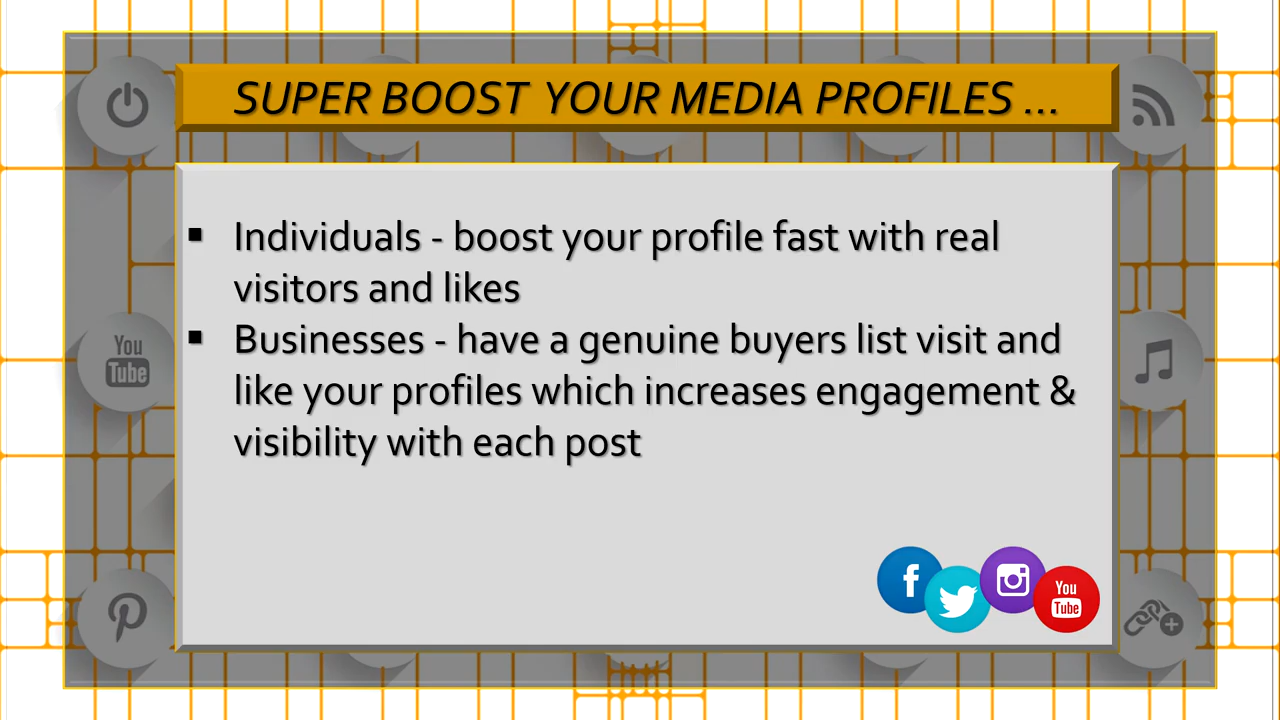 SUPER BOOST YOUR MEDIA PROFILES ...
Individuals - boost your profile fast with real
visitors and likes
Businesses - have a genuine buyers list visit and
like your profiles which increases engagement &
visibility with each post
You
Tube
You
Tube